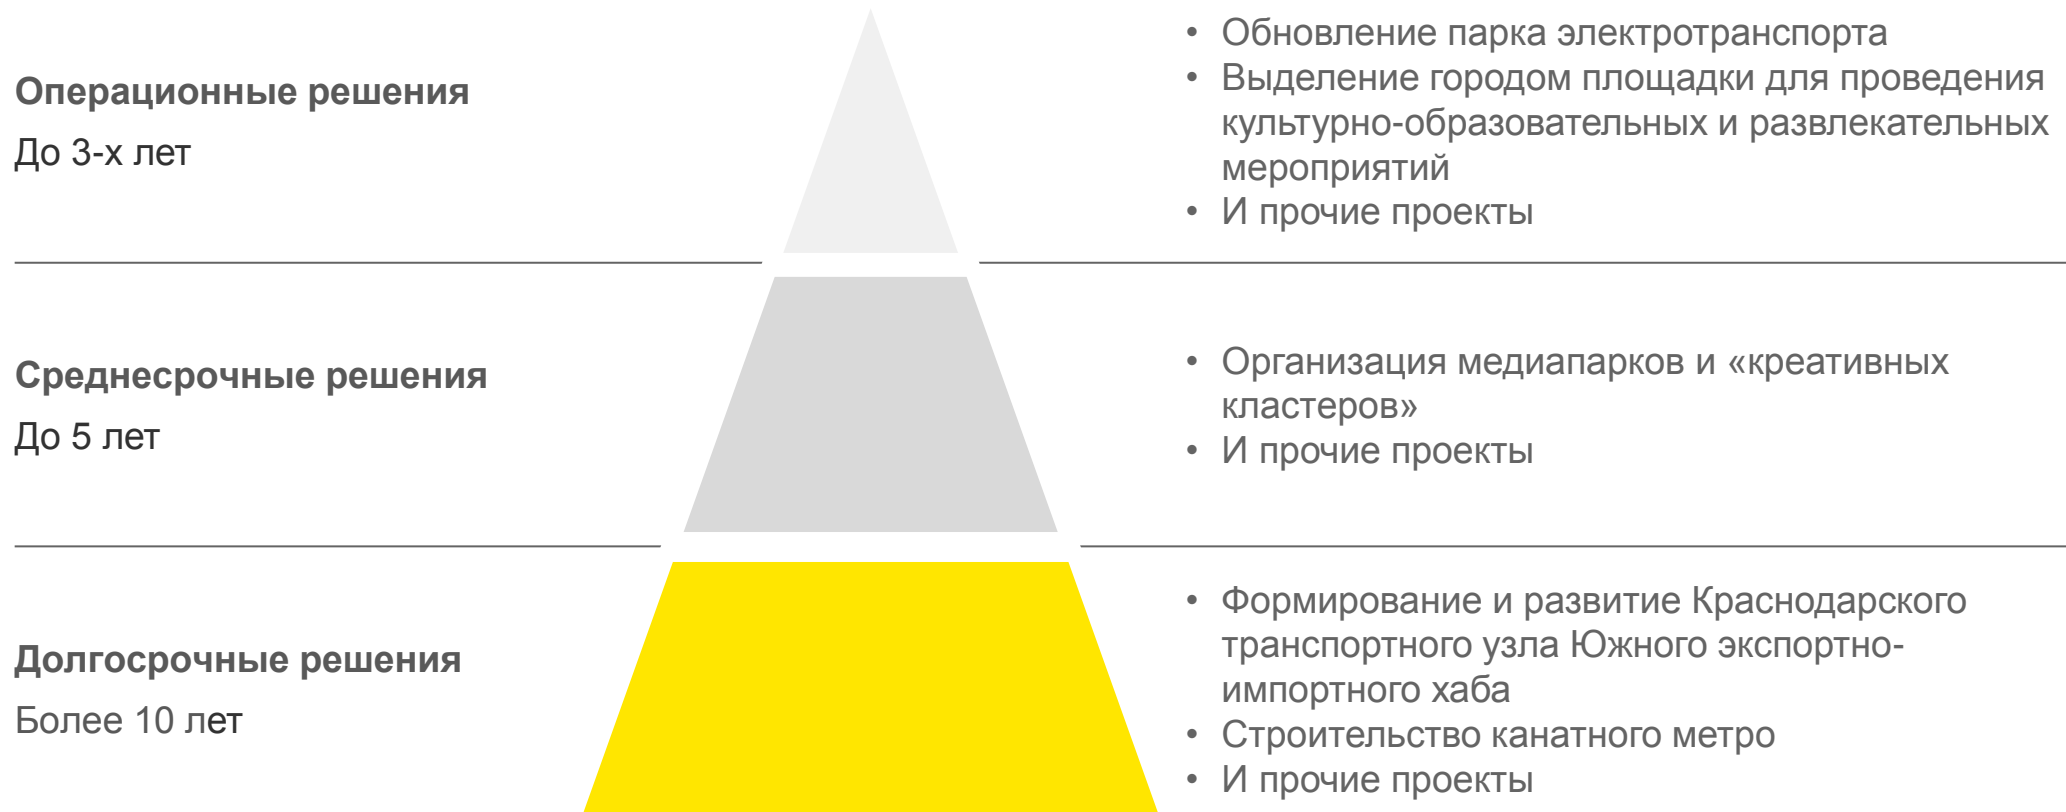 Операционные решения
До 3-х лет
• Обновление парка электротранспорта
• Выделение городом площадки для проведения
культурно-образовательных и развлекательных
мероприятий
• И прочие проекты
Среднесрочные решения
До 5 лет
• Организация медиапарков и «креативных
кластеров»
• И прочие проекты
Долгосрочные решения
Более 10 лет
• Формирование и развитие Краснодарского
транспортного узла Южного экспортно-
импортного хаба
• Строительство канатного метро
• И прочие проекты